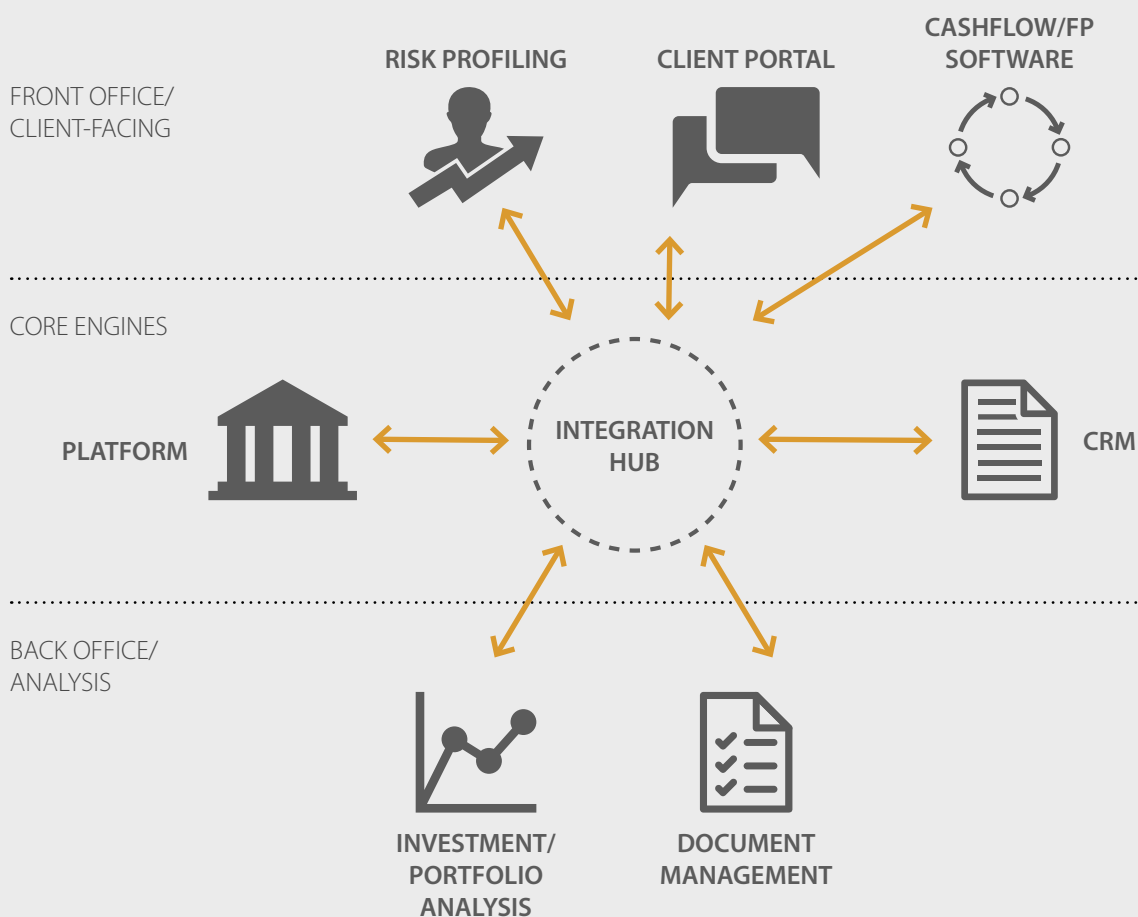 CASHFLOW/FP
SOFTWARE
RISK PROFILING
CLIENT PORTAL
FRONT OFFICE/
CLIENT-FACING
CORE ENGINES
PLATFORM
INTEGRATION
HUB
CRM
BACK OFFICE/
ANALYSIS
INVESTMENT/
PORTFOLIO
ANALYSIS
DOCUMENT
MANAGEMENT